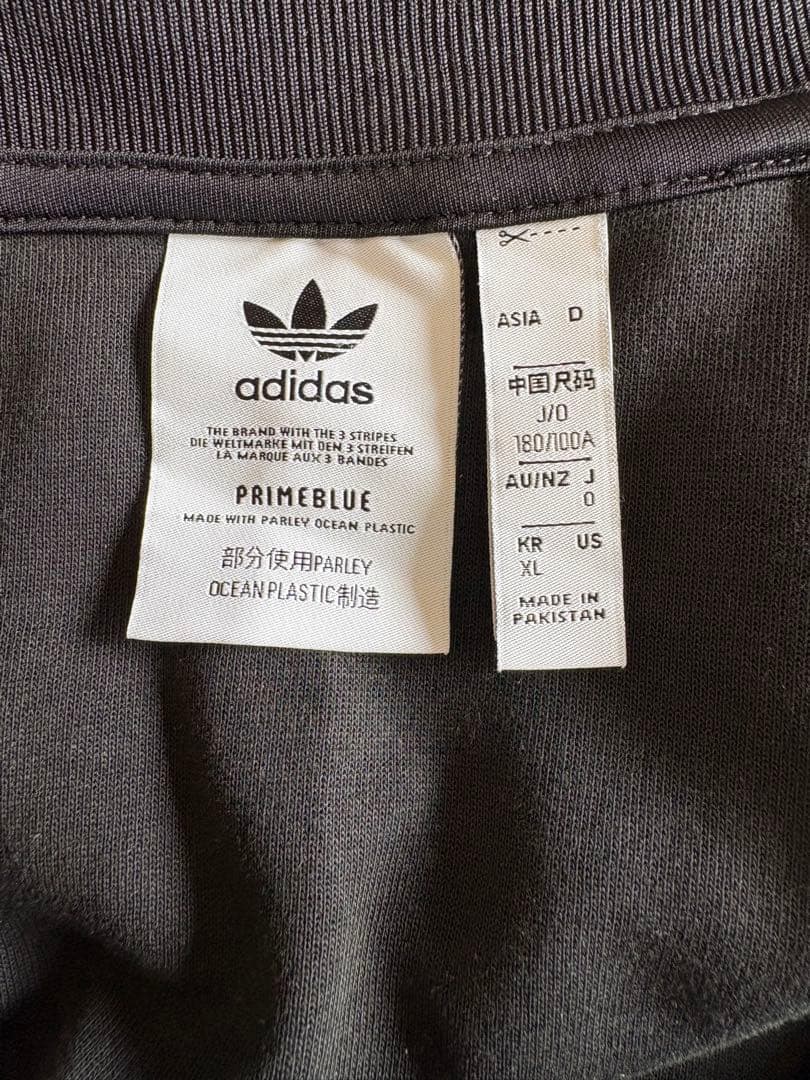 adidas
THE BRAND WITH THE 3 STRIPES
DIE WELTMARKE MIT DEN 3 STREIFEN
LA MARQUE AUX 3 BANDES
PRIMEBLUE
MADE WITH PARLEY OCEAN PLASTIC
部分使用PARLEY
OCEAN PLASTIC制造
ASIA D
中国尺码
J/O
180/100A
AU/NZ J
O
KR US
XL
MADE IN
PAKISTAN